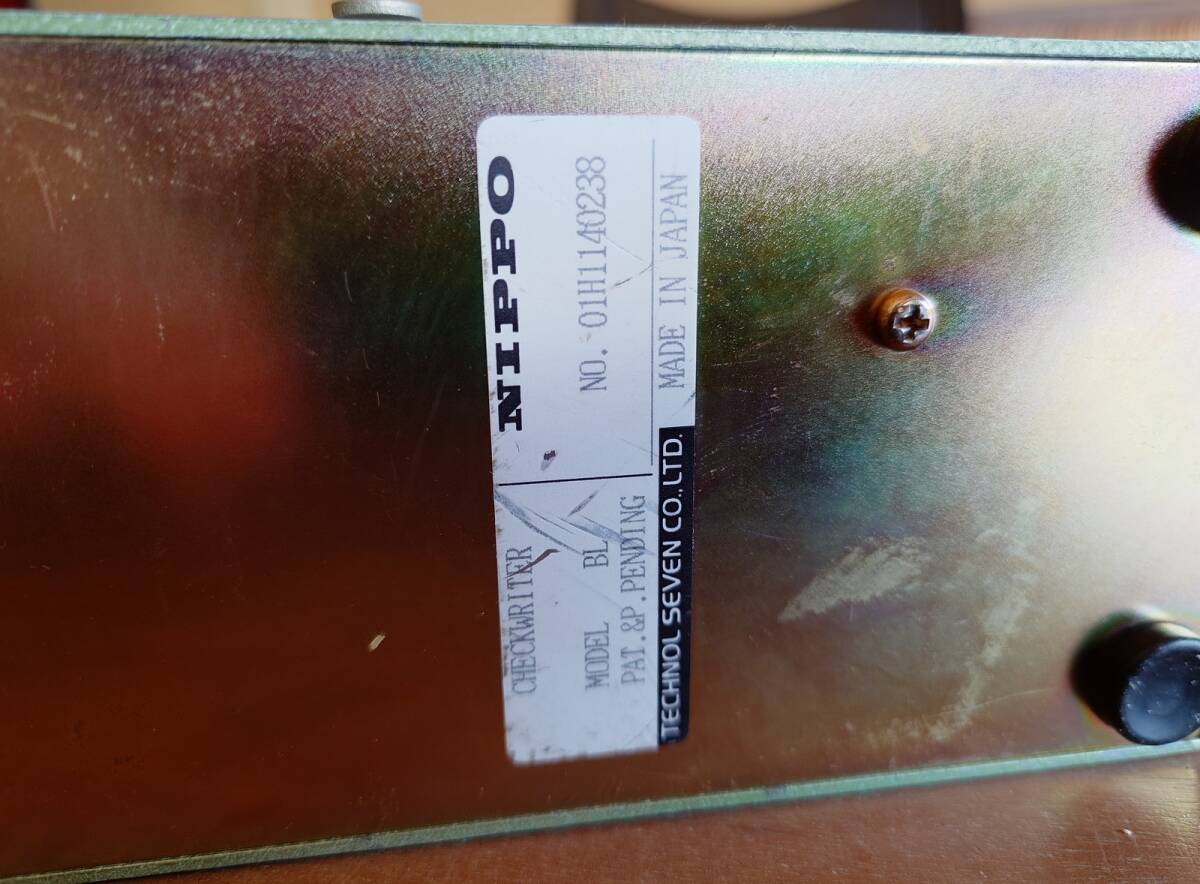 CHECKWRITER
NIPPO
MODEL BL
NO. 01H1140238
PAT.&P.PENDING
TECHNOL SEVEN CO.,LTD.
MADE IN JAPAN